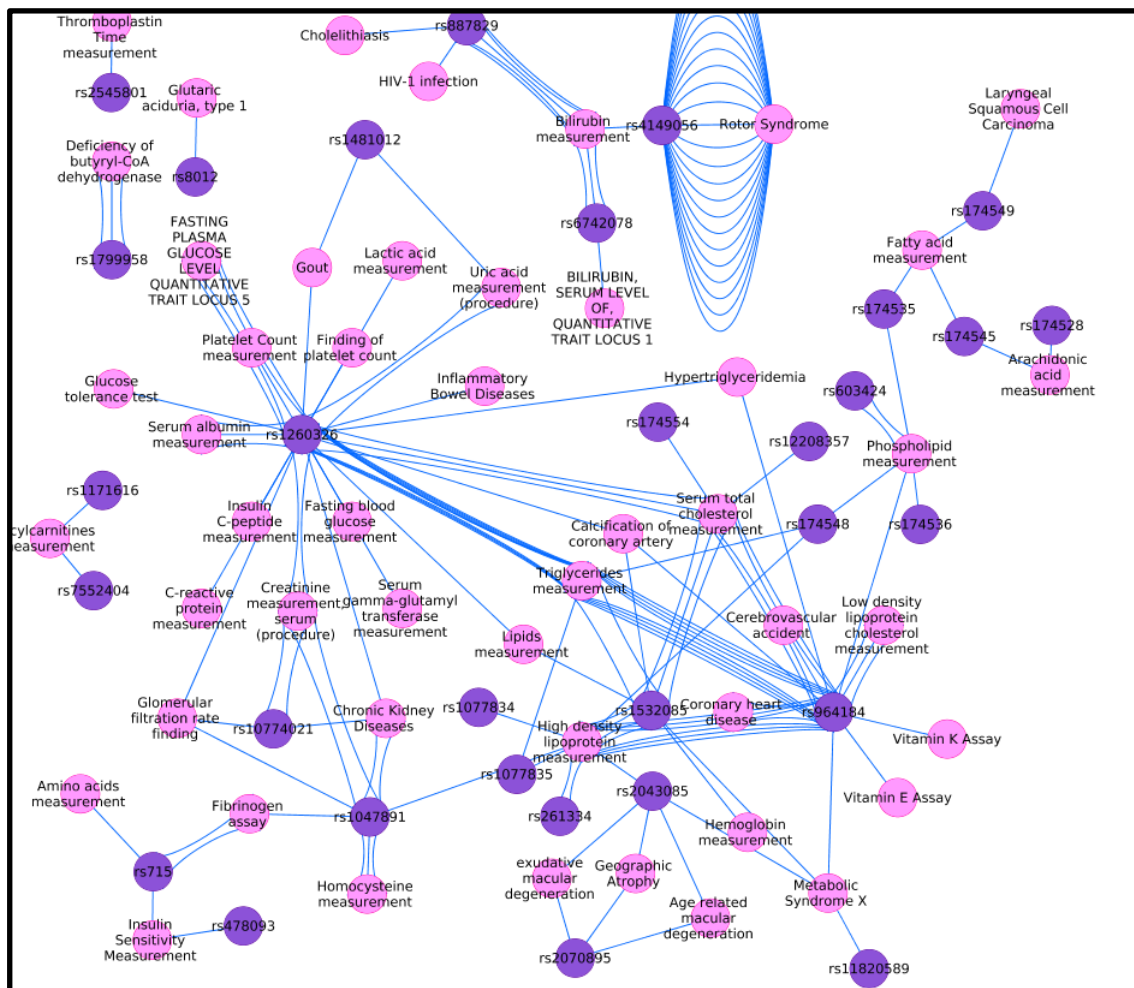 Thromboplastin
Time
measurement
rs2545801
Glutaric
aciduria, type 1
rs8012
Deficiency of
butyryl-CoA
dehydrogenase
rs1799958
Cholelithiasis
rs887829
HIV-1 infection
Bilirubin
measurement
rs4149056
Rotor Syndrome
rs1481012
rs6742078
BILIRUBIN,
SERUM LEVEL
OF,
QUANTITATIVE
TRAIT LOCUS 1
Laryngeal
Squamous Cell
Carcinoma
rs174549
Fatty acid
measurement
rs174535
rs174545
rs174528
Arachidonic
acid
measurement
FASTING
PLASMA
GLUCOSE
LEVEL
QUANTITATIVE
TRAIT LOCUS 5
Gout
Lactic acid
measurement
Uric acid
measurement
(procedure)
Platelet Count
measurement
Finding of
platelet count
Glucose
tolerance test
Inflammatory
Bowel Diseases
Hypertriglyceridemia
Serum albumin
measurement
rs1260326
rs174554
rs12208357
rs603424
Phospholipid
measurement
rs174536
rs174548
rs1171616
cylcarnitines
measurement
rs7552404
Insulin
C-peptide
measurement
Fasting blood
glucose
measurement
Serum total
cholesterol
measurement
Calcification of
coronary artery
Triglycerides
measurement
C-reactive
protein
measurement
Creatinine
measurement,
serum
(procedure)
Serum
gamma-glutamyl
transferase
measurement
Lipids
measurement
Cerebrovascular
accident
Low density
lipoprotein
cholesterol
measurement
Glomerular
filtration rate
finding
rs10774021
Chronic Kidney
Diseases
rs1077834
High density
lipoprotein
measurement
rs1532085
Coronary heart
disease
rs964184
Vitamin K Assay
rs1077835
Vitamin E Assay
Amino acids
measurement
Fibrinogen
assay
rs1047891
rs261334
rs2043085
Hemoglobin
measurement
rs715
Homocysteine
measurement
exudative
macular
degeneration
Geographic
Atrophy
Age related
macular
degeneration
Metabolic
Syndrome X
Insulin
Sensitivity
Measurement
rs478093
rs2070895
rs11820589